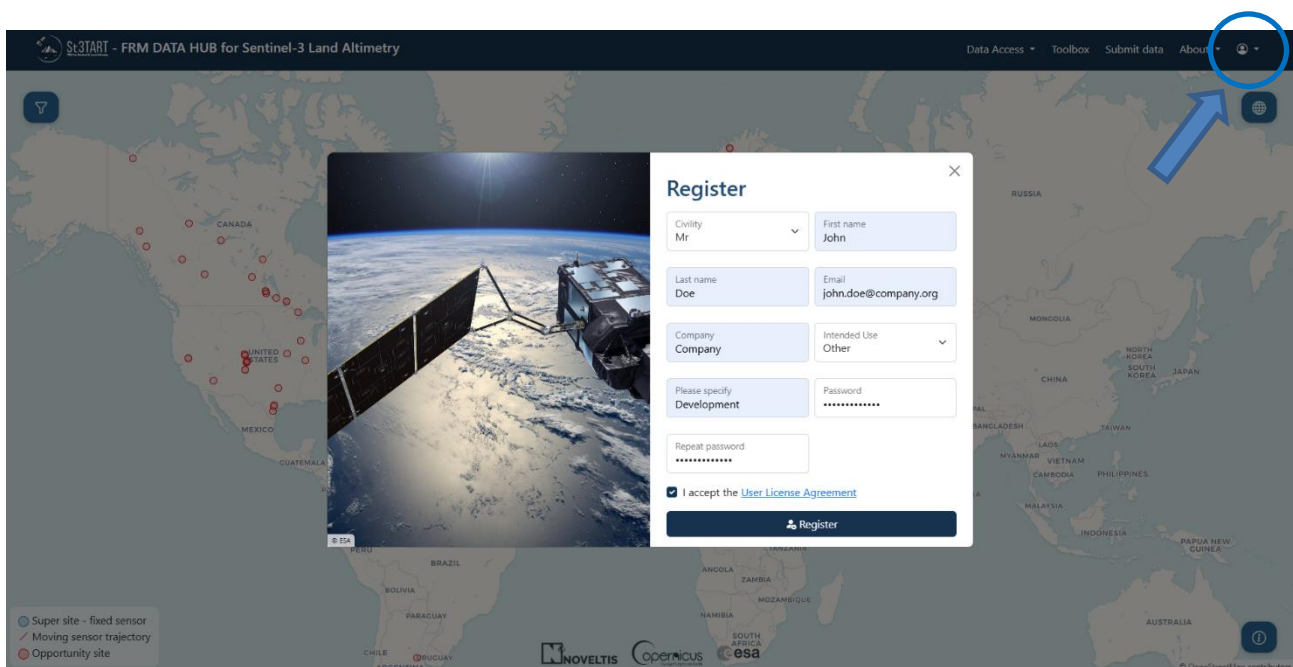 St3TART - FRM DATA HUB for Sentinel-3 Land Altimetry
Data Access Toolbox Submit data About
Register
Civility
Mr
First name
John
Last name
Doe
Email
john.doe@company.org
Company
Company
Intended Use
Other
Please specify
Development
Password
•••••••••••••
Repeat password
•••••••••••••
I accept the User License Agreement
Register
© ESA
RUSSIA
CANADA
MONGOLIA
UNITED
STATES
NORTH
KOREA
SOUTH
KOREA
JAPAN
CHINA
MEXICO
BANGLADESH
TAIWAN
LAOS
MYANMAR
VIETNAM
GUATEMALA
CAMBODIA
PHILIPPINES
MALAYSIA
INDONESIA
PAPUA NEW
GUINEA
PERU
TANZANIA
BRAZIL
ANGOLA
ZAMBIA
BOLIVIA
MOZAMBIQUE
PARAGUAY
NAMIBIA
AUSTRALIA
SOUTH
AFRICA
CHILE
URUGUAY
ARGENTINA
Super site - fixed sensor
Moving sensor trajectory
Opportunity site
NOVELTIS
Copernicus
esa
© OpenStreetMap contributors